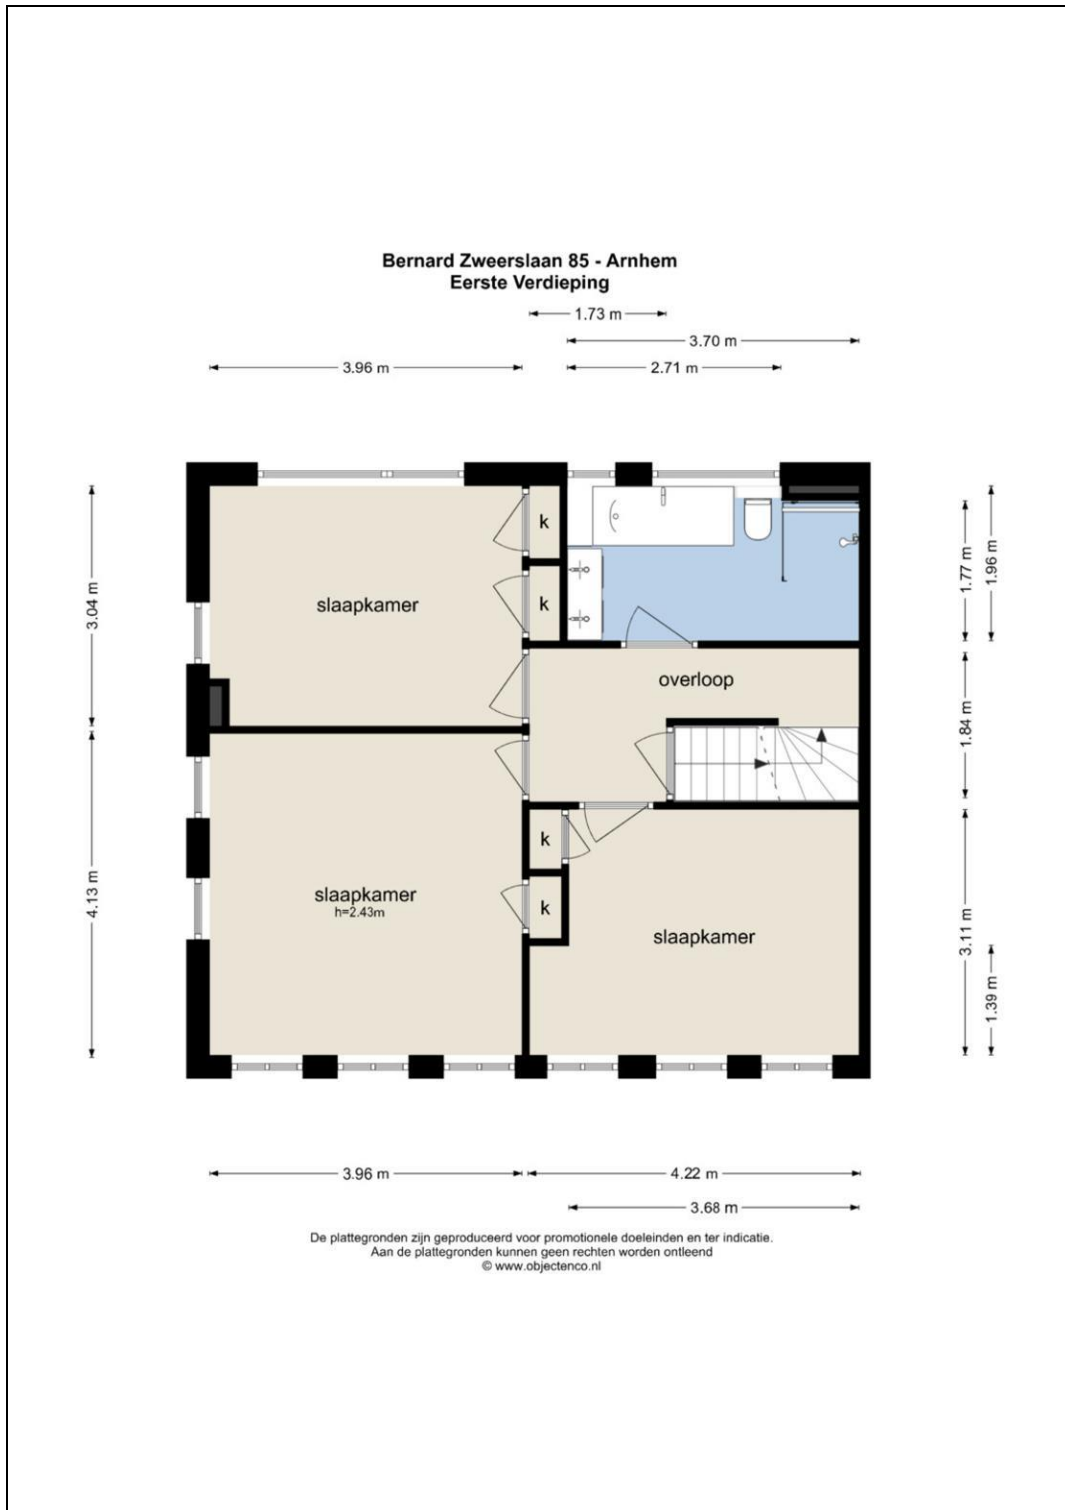 Bernard Zweerslaan 85 - Arnhem
Eerste Verdieping
1.73 m
3.70 m
3.96 m
2.71 m
k
k
slaapkamer
3.04 m
1.77 m
1.96 m
overloop
1.84 m
k
slaapkamer
h=2.43m
4.13 m
k
slaapkamer
3.11 m
1.39 m
3.96 m
4.22 m
3.68 m
De plattegronden zijn geproduceerd voor promotionele doeleinden en ter indicatie.
Aan de plattegronden kunnen geen rechten worden ontleend
© www.objectenco.nl